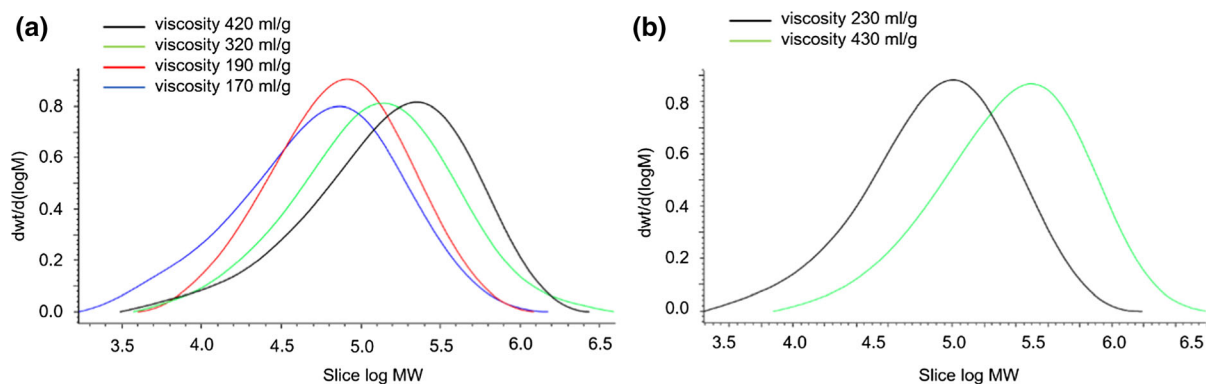 (a)
viscosity 420 ml/g
viscosity 320 ml/g
viscosity 190 ml/g
viscosity 170 ml/g
dwt/d(logM)
0.8
0.6
0.4
0.2
0.0
3.5 4.0 4.5 5.0 5.5 6.0 6.5
Slice log MW
(b)
viscosity 230 ml/g
viscosity 430 ml/g
dwt/d(logM)
0.8
0.6
0.4
0.2
0.0
3.5 4.0 4.5 5.0 5.5 6.0 6.5
Slice log MW